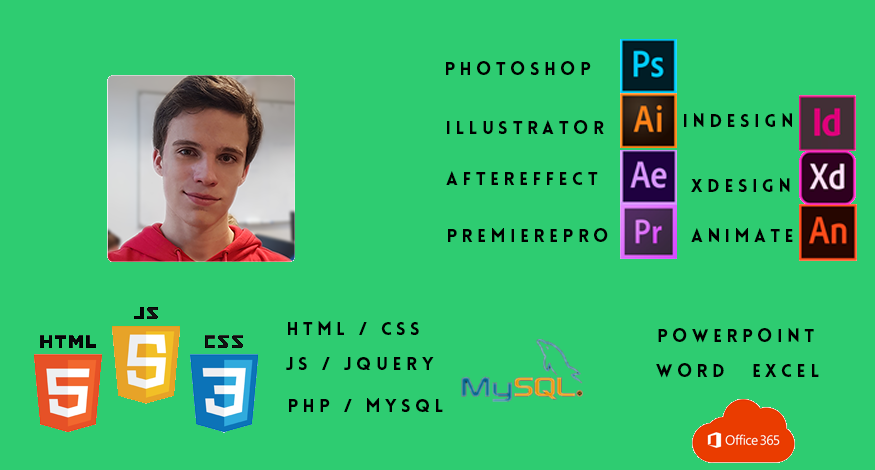 PHOTOSHOP
Ps
ILLUSTRATOR
Ai
INDESIGN
Id
AFTEREFFECT
Ae
XDESIGN
Xd
PREMIEREPRO
Pr
ANIMATE
An
JS
HTML
5
5
CSS
3
HTML / CSS
JS / JQUERY
PHP / MYSQL
MySQL
POWERPOINT
WORD EXCEL
Office 365